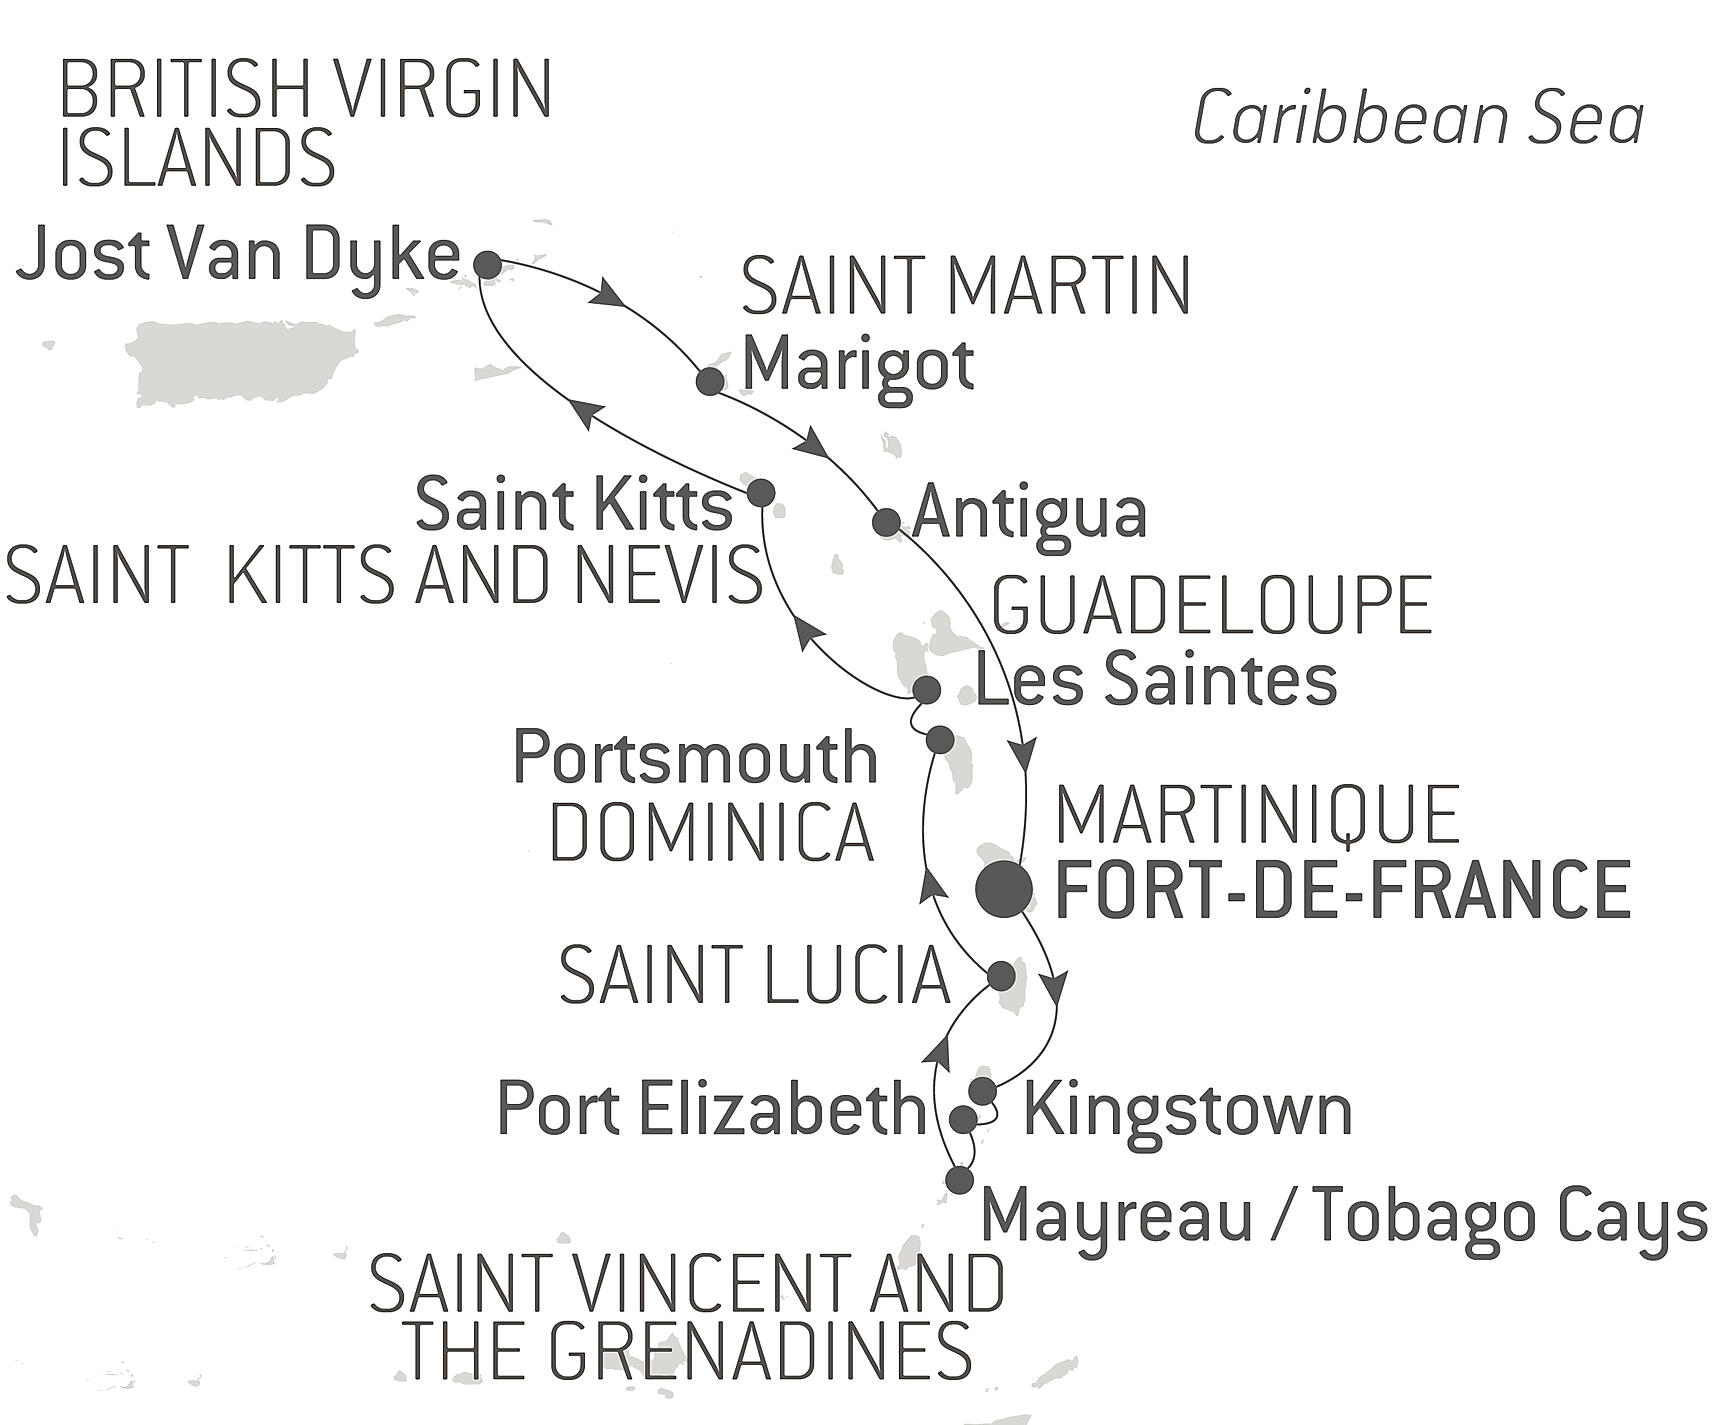 BRITISH VIRGIN
ISLANDS
Caribbean Sea
Jost Van Dyke
SAINT MARTIN
Marigot
Saint Kitts
SAINT KITTS AND NEVIS
Antigua
GUADELOUPE
Les Saintes
Portsmouth
DOMINICA
MARTINIQUE
FORT-DE-FRANCE
SAINT LUCIA
Port Elizabeth
Kingstown
Mayreau / Tobago Cays
SAINT VINCENT AND
THE GRENADINES